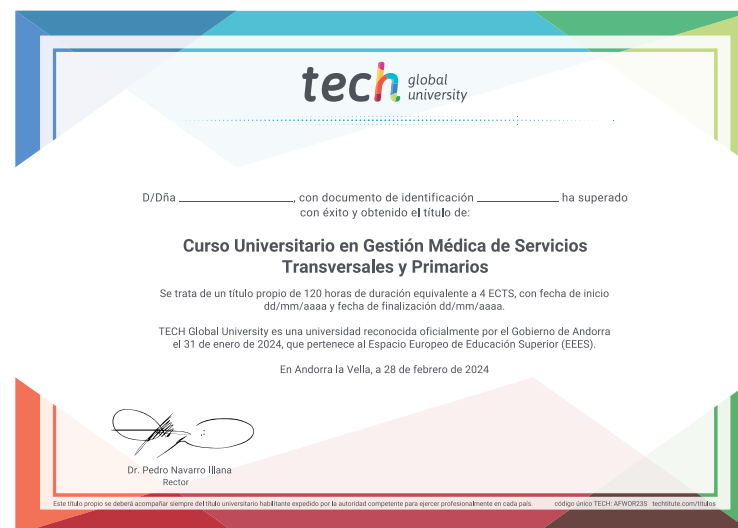 tech global university
D/Dña ____________________, con documento de identificación ______________ ha superado
con éxito y obtenido el título de:
Curso Universitario en Gestión Médica de Servicios
Transversales y Primarios
Se trata de un título propio de 120 horas de duración equivalente a 4 ECTS, con fecha de inicio
dd/mm/aaaa y fecha de finalización dd/mm/aaaa.
TECH Global University es una universidad reconocida oficialmente por el Gobierno de Andorra
el 31 de enero de 2024, que pertenece al Espacio Europeo de Educación Superior (EEES).
En Andorra la Vella, a 28 de febrero de 2024
Dr. Pedro Navarro Illana
Rector
Este título propio se deberá acompañar siempre del título universitario habilitante expedido por la autoridad competente para ejercer profesionalmente en cada país. código único TECH: AFWOR23S techtitute.com/titulos